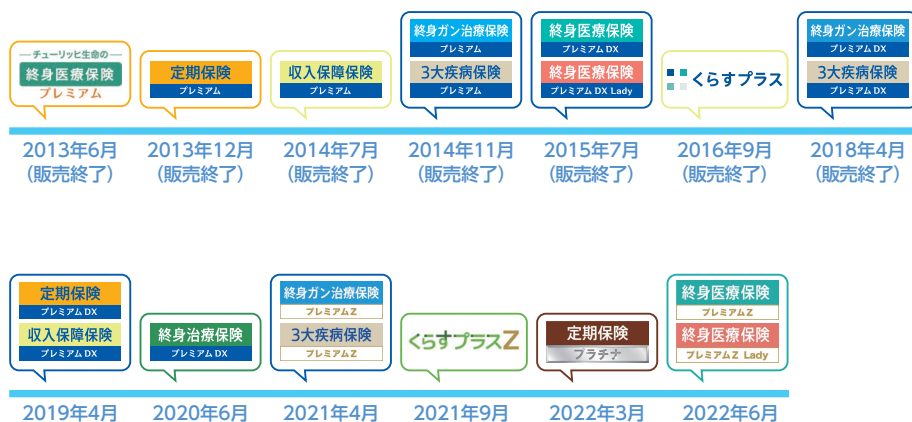 チューリッヒ生命の
終身医療保険
プレミアム
定期保険
プレミアム
収入保障保険
プレミアム
終身ガン治療保険
プレミアム
3大疾病保険
プレミアム
終身医療保険
プレミアム DX
終身医療保険
プレミアム DX Lady
くらすプラス
終身ガン治療保険
プレミアム DX
3大疾病保険
プレミアム DX
2013年6月
(販売終了)
2013年12月
(販売終了)
2014年7月
(販売終了)
2014年11月
(販売終了)
2015年7月
(販売終了)
2016年9月
(販売終了)
2018年4月
(販売終了)
定期保険
プレミアム DX
収入保障保険
プレミアム DX
終身治療保険
プレミアム DX
終身ガン治療保険
プレミアム Z
3大疾病保険
プレミアム Z
くらすプラスZ
定期保険
プラチナ
終身医療保険
プレミアム Z
終身医療保険
プレミアム Z Lady
2019年4月
2020年6月
2021年4月
2021年9月
2022年3月
2022年6月